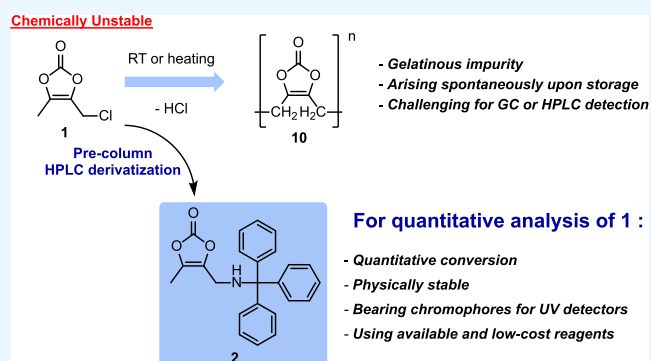 Chemically Unstable
O
O
O
Cl
1
RT or heating
- HCl
O
O
O
n
CH2 H2C
10
- Gelatinous impurity
- Arising spontaneously upon storage
- Challenging for GC or HPLC detection
Pre-column
HPLC derivatization
O
O
O
H
N
2
For quantitative analysis of 1 :
- Quantitative conversion
- Physically stable
- Bearing chromophores for UV detectors
- Using available and low-cost reagents